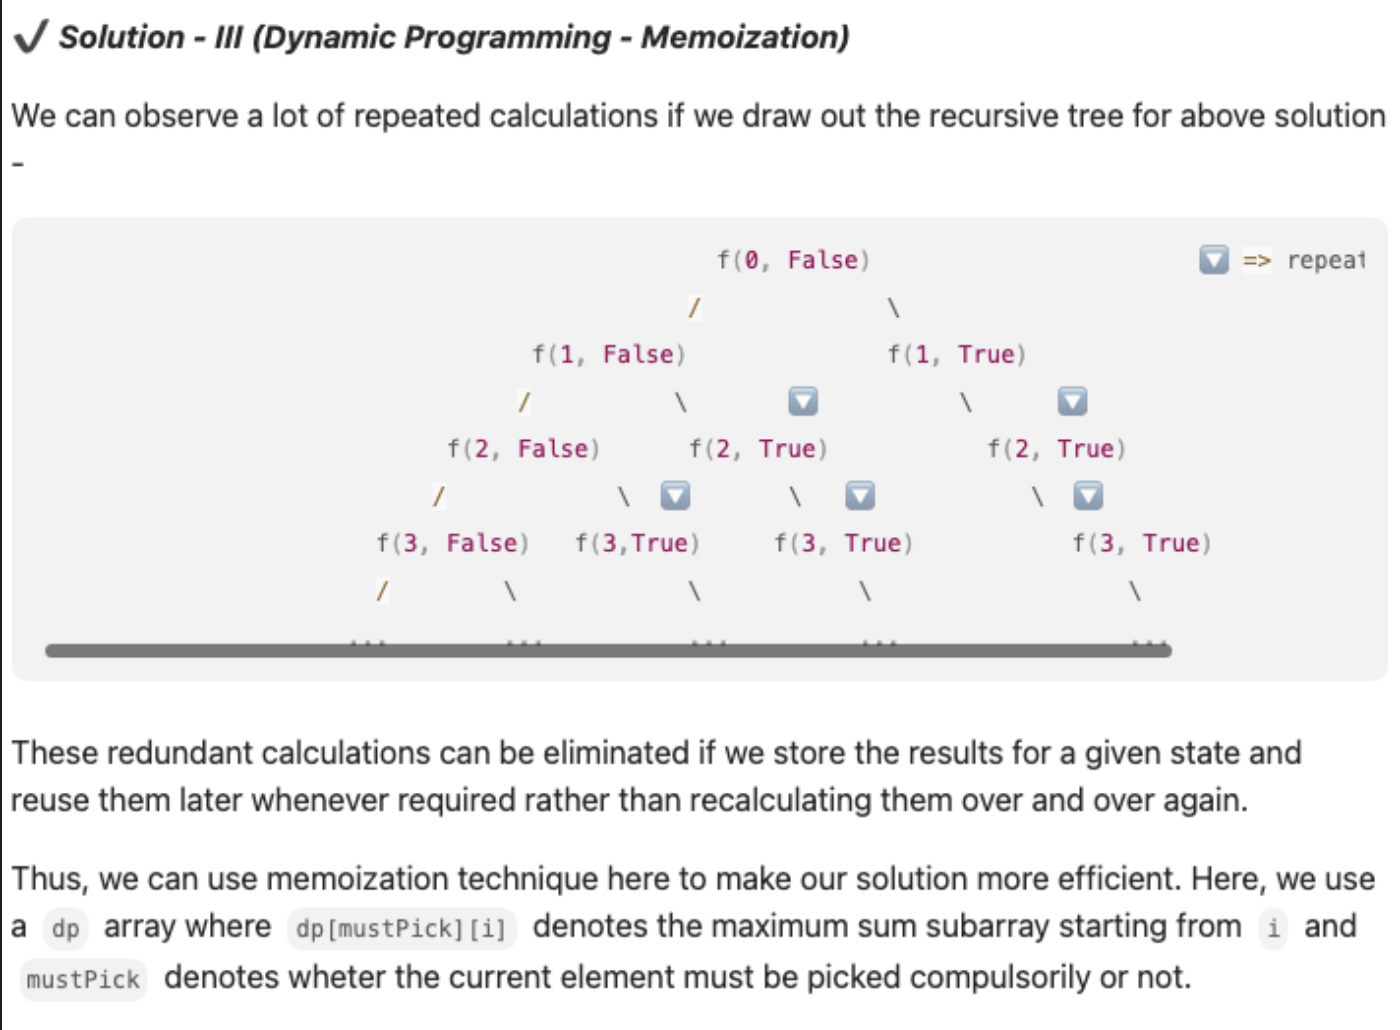 ✔️ Solution - III (Dynamic Programming - Memoization)
We can observe a lot of repeated calculations if we draw out the recursive tree for above solution
-
f(0, False) 🔽 => repeat
/ \
f(1, False) f(1, True)
/ \ 🔽 \ 🔽
f(2, False) f(2, True) f(2, True)
/ \ 🔽 \ 🔽 \ 🔽
f(3, False) f(3,True) f(3, True) f(3, True)
/ \ \ \ \
... ... ... ... ...
These redundant calculations can be eliminated if we store the results for a given state and
reuse them later whenever required rather than recalculating them over and over again.
Thus, we can use memoization technique here to make our solution more efficient. Here, we use
a dp array where dp[mustPick][i] denotes the maximum sum subarray starting from i and
mustPick denotes wheter the current element must be picked compulsorily or not.